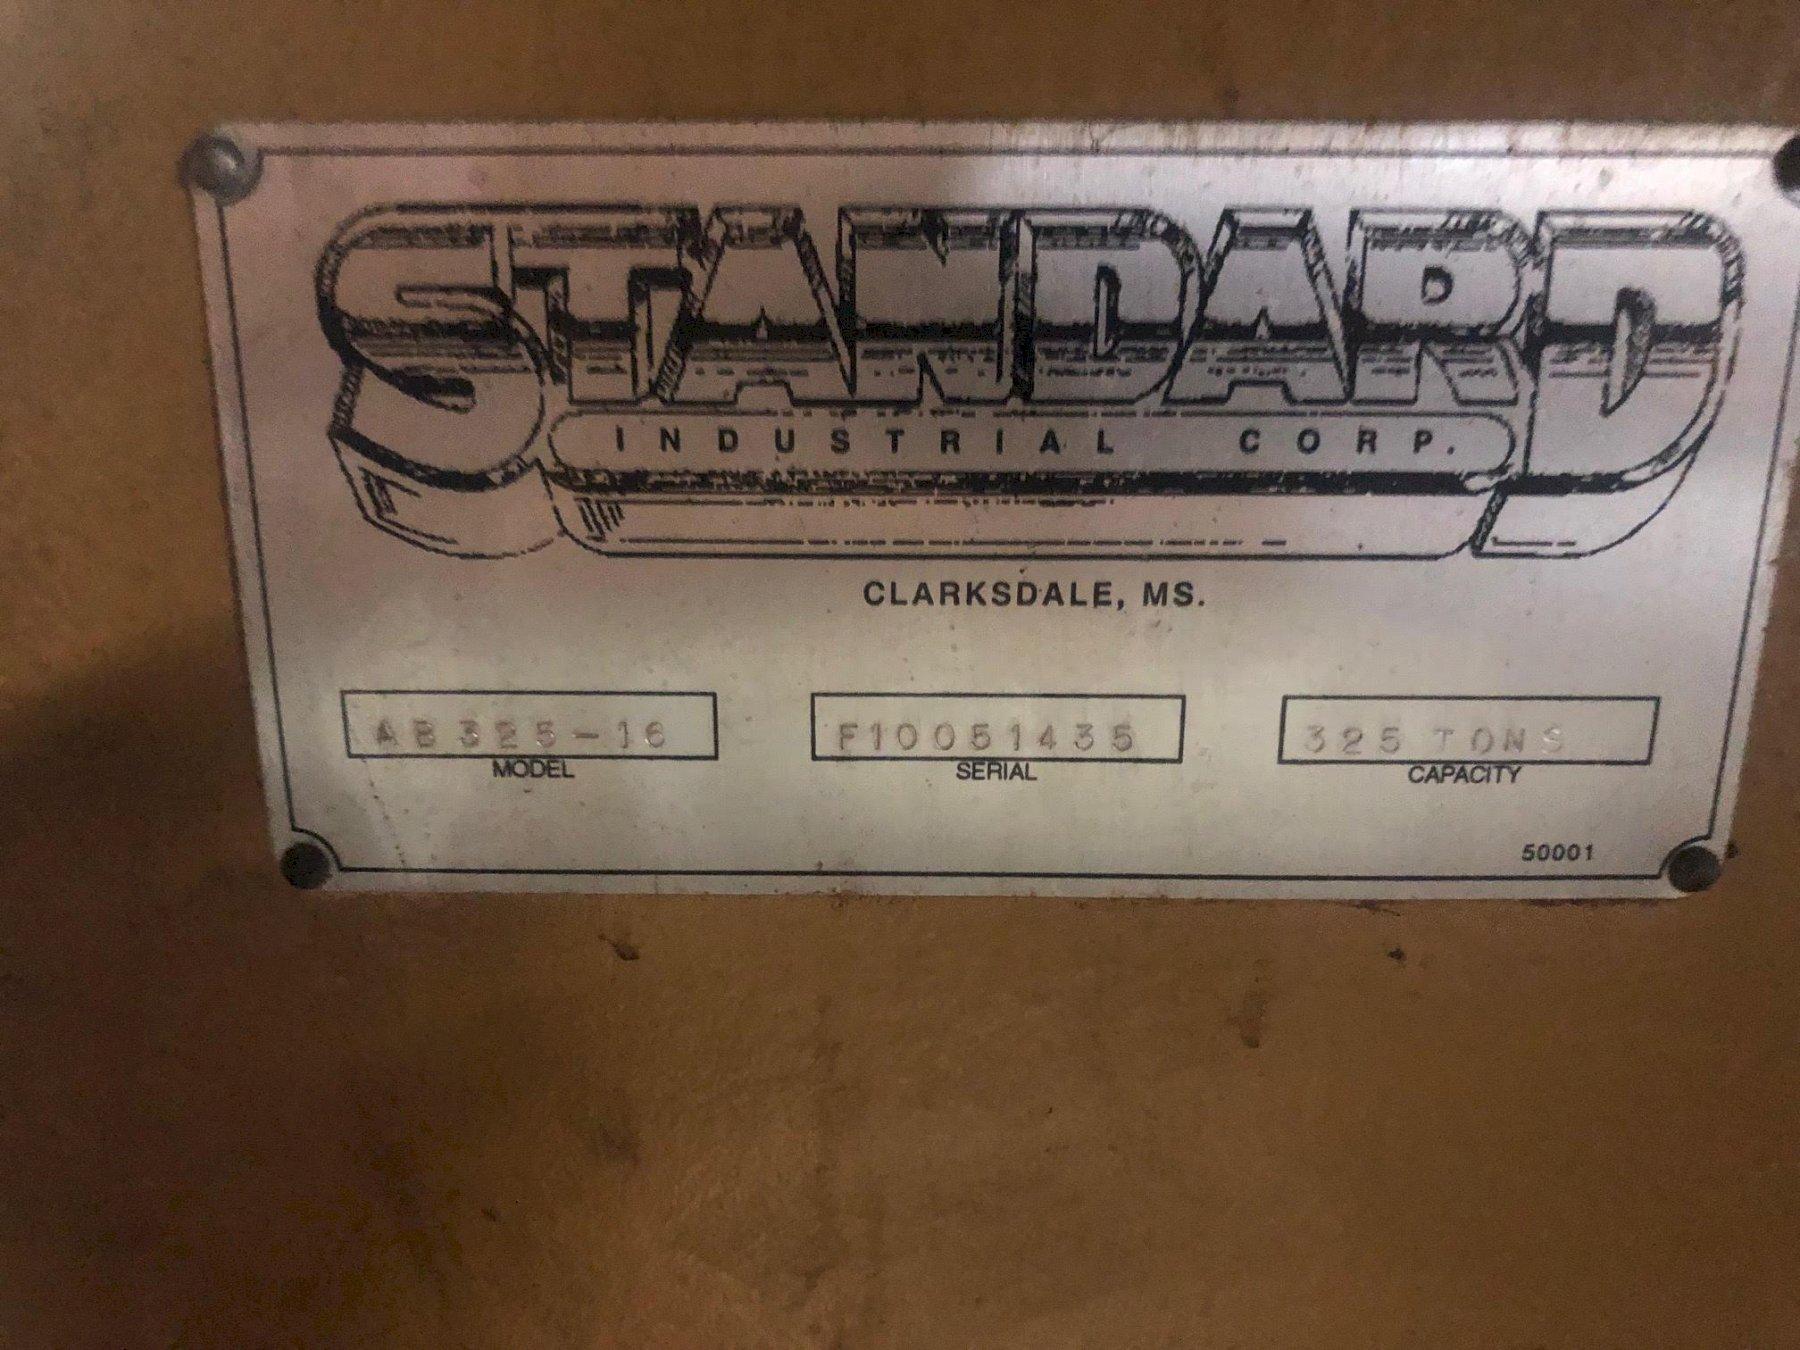 STANDARD
INDUSTRIAL CORP.
CLARKSDALE, MS.
AB325-16 F10051435 325 TONS
MODEL SERIAL CAPACITY
50001